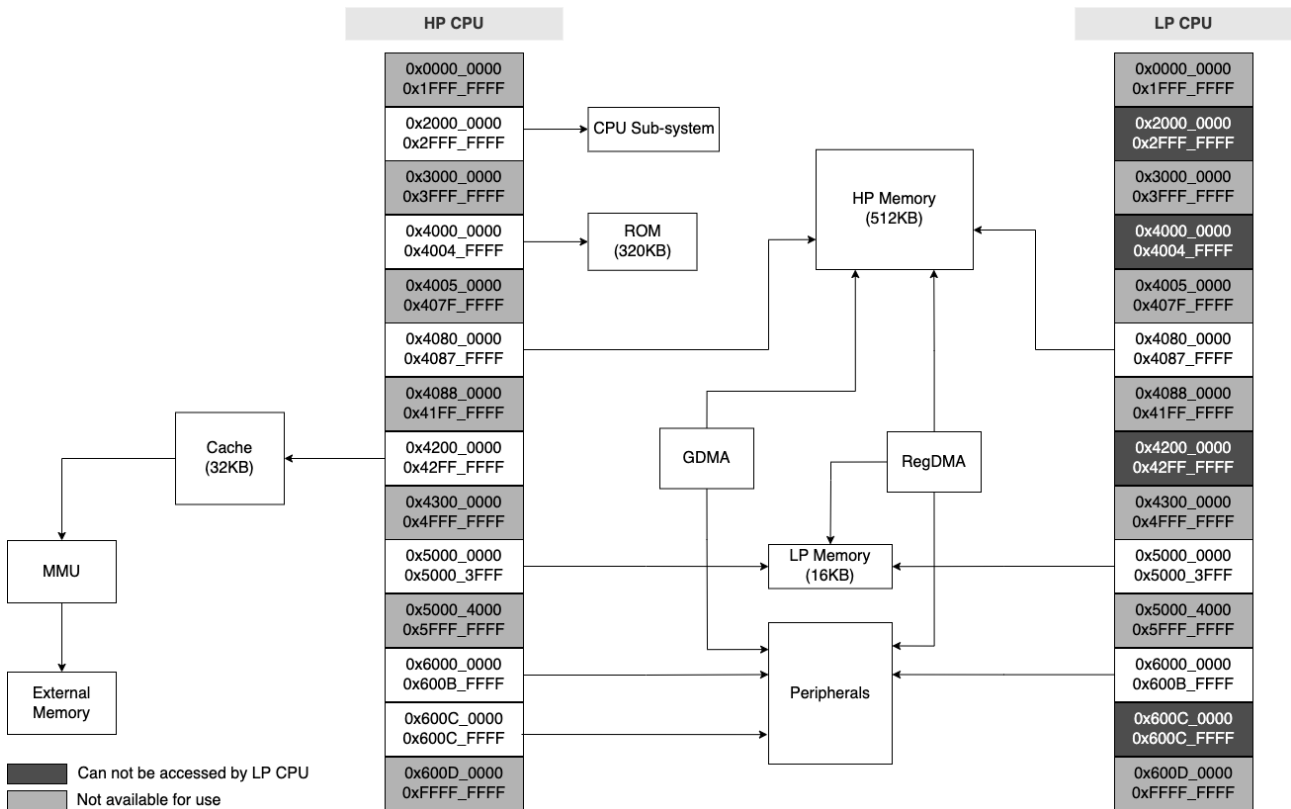 HP CPU
LP CPU
0x0000_0000
0x1FFF_FFFF
0x2000_0000
0x2FFF_FFFF
0x3000_0000
0x3FFF_FFFF
0x4000_0000
0x4004_FFFF
0x4005_0000
0x407F_FFFF
0x4080_0000
0x4087_FFFF
0x4088_0000
0x41FF_FFFF
0x4200_0000
0x42FF_FFFF
0x4300_0000
0x4FFF_FFFF
0x5000_0000
0x5000_3FFF
0x5000_4000
0x5FFF_FFFF
0x6000_0000
0x600B_FFFF
0x600C_0000
0x600C_FFFF
0x600D_0000
0xFFFF_FFFF
CPU Sub-system
ROM
(320KB)
HP Memory
(512KB)
Cache
(32KB)
GDMA
RegDMA
MMU
LP Memory
(16KB)
External
Memory
Peripherals
0x0000_0000
0x1FFF_FFFF
0x2000_0000
0x2FFF_FFFF
0x3000_0000
0x3FFF_FFFF
0x4000_0000
0x4004_FFFF
0x4005_0000
0x407F_FFFF
0x4080_0000
0x4087_FFFF
0x4088_0000
0x41FF_FFFF
0x4200_0000
0x42FF_FFFF
0x4300_0000
0x4FFF_FFFF
0x5000_0000
0x5000_3FFF
0x5000_4000
0x5FFF_FFFF
0x6000_0000
0x600B_FFFF
0x600C_0000
0x600C_FFFF
0x600D_0000
0xFFFF_FFFF
Can not be accessed by LP CPU
Not available for use